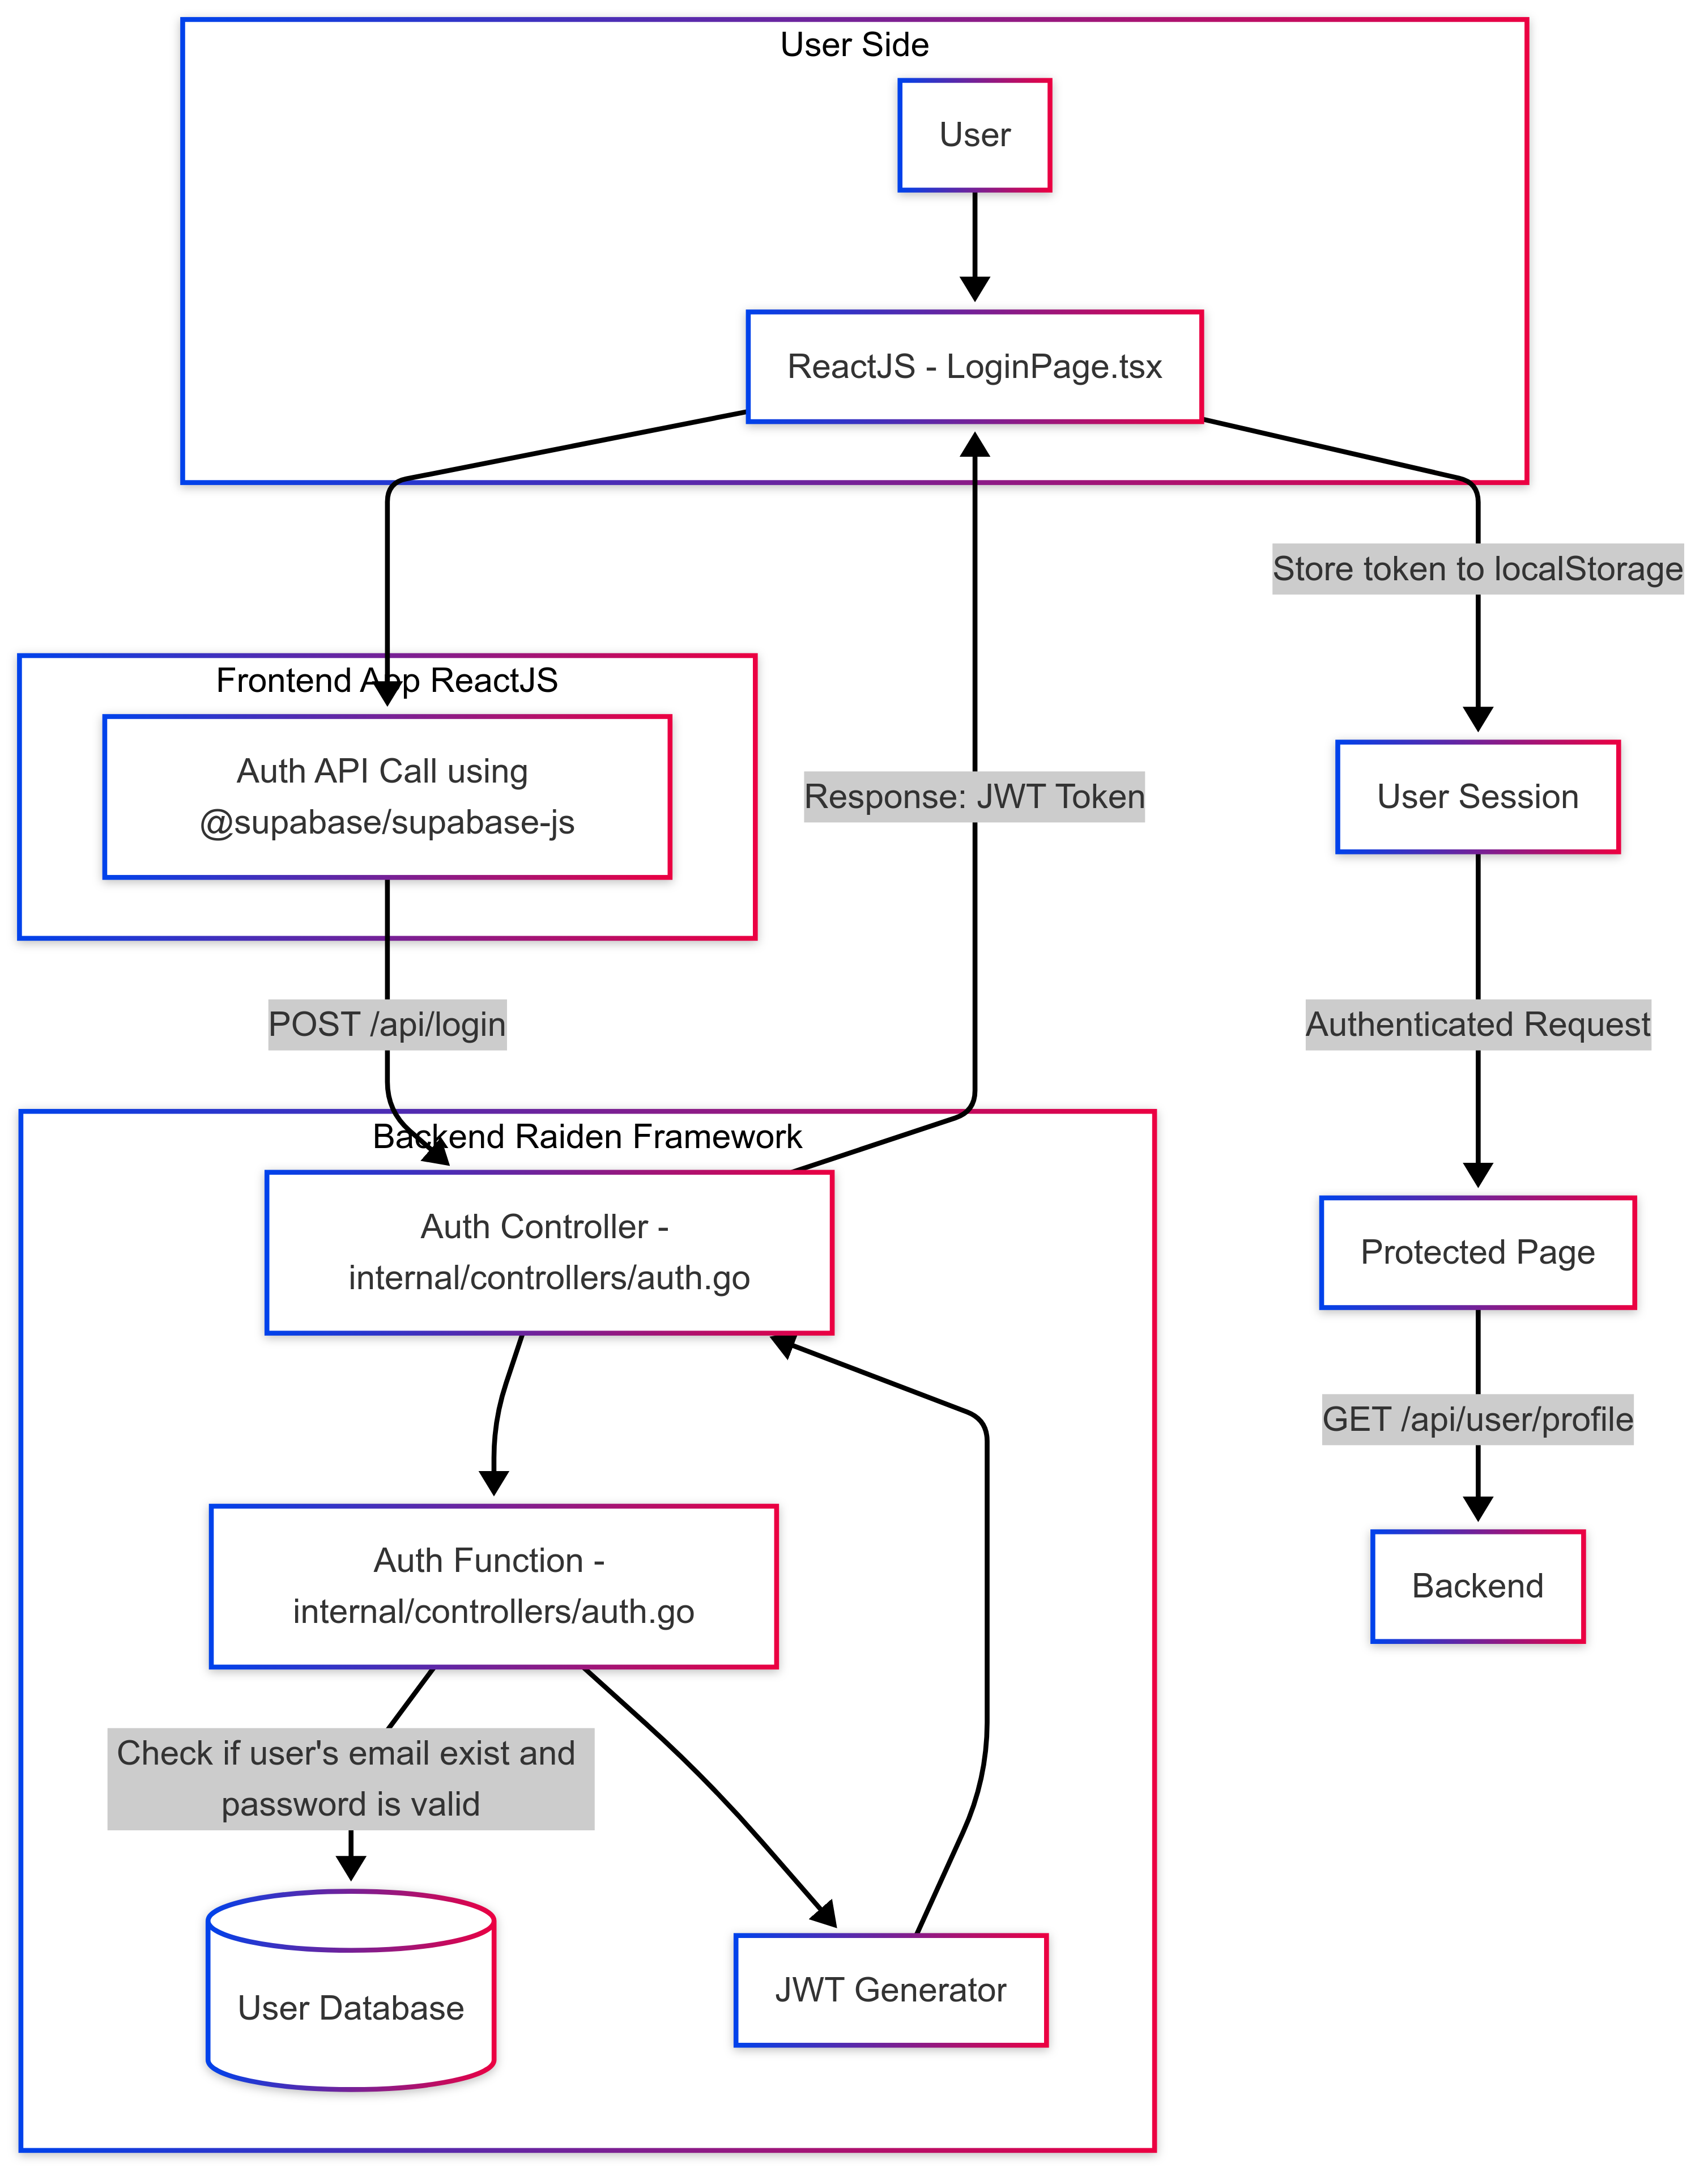 User Side
User
ReactJS - LoginPage.tsx
Store token to localStorage
Frontend App ReactJS
Auth API Call using
@supabase/supabase-js
Response: JWT Token
User Session
POST /api/login
Authenticated Request
Backend Raiden Framework
Auth Controller -
internal/controllers/auth.go
Protected Page
GET /api/user/profile
Auth Function -
internal/controllers/auth.go
Backend
Check if user's email exist and
password is valid
User Database
JWT Generator